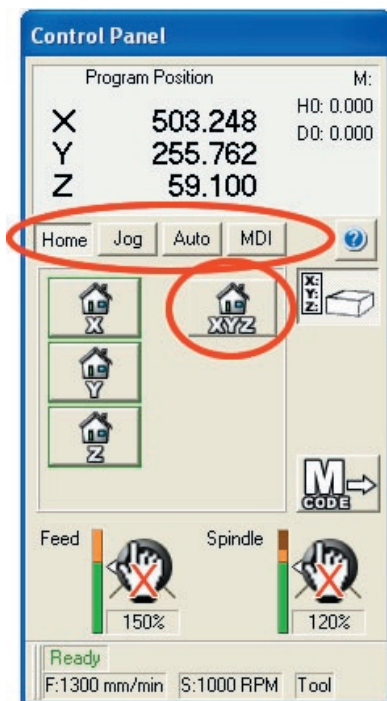 Control Panel
Program Position M:
X 503.248 H0: 0.000
Y 255.762 D0: 0.000
Z 59.100
Home Jog Auto MDI ?
X XYZ X:
Y:
Z:
Y
Z
M
CODE
Feed Spindle
150% 120%
Ready
F:1300 mm/min S:1000 RPM Tool